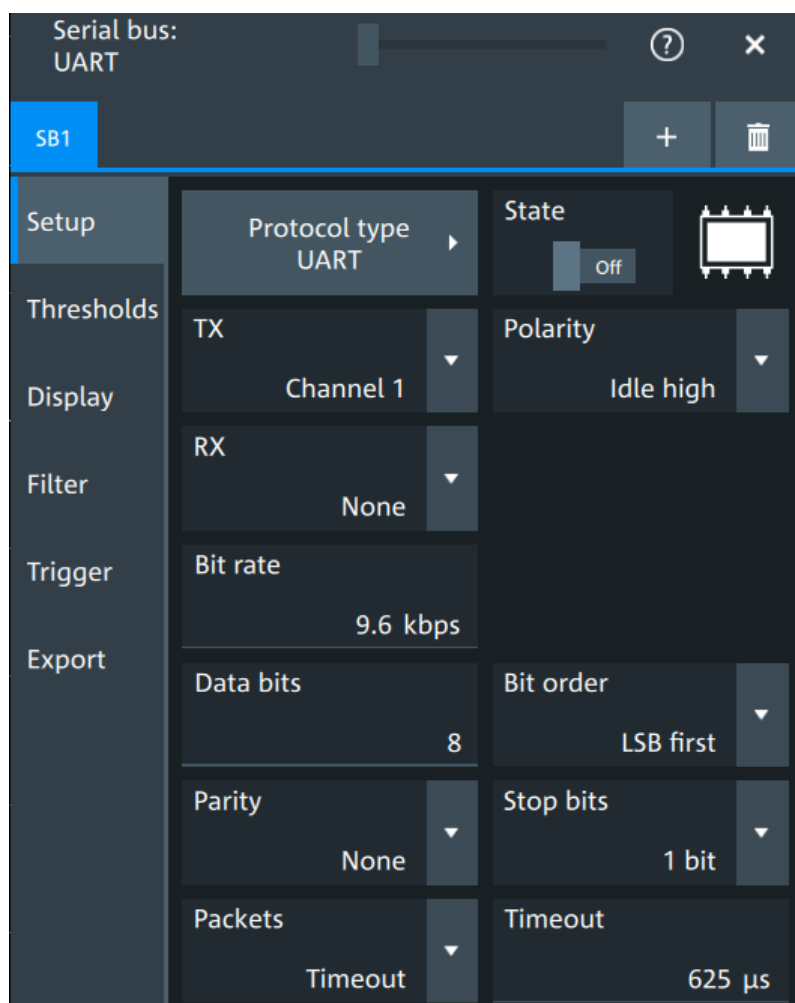 Serial bus:
UART
?
SB1
+
Setup
Thresholds
Display
Filter
Trigger
Export
Protocol type
UART
State
Off
TX
Channel 1
Polarity
Idle high
RX
None
Bit rate
9.6 kbps
Data bits
8
Bit order
LSB first
Parity
None
Stop bits
1 bit
Packets
Timeout
Timeout
625 µs